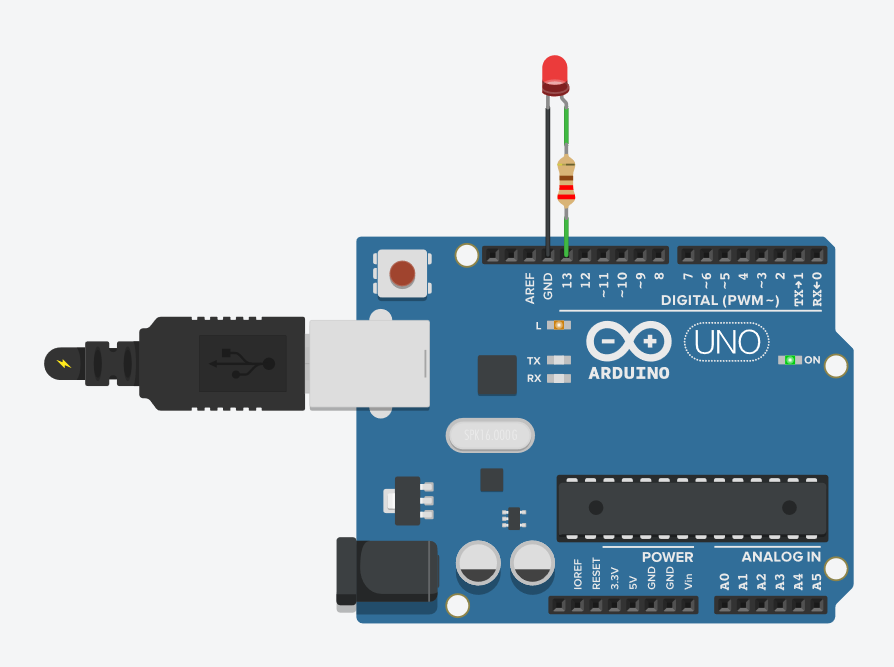 AREF
GND
13
12
~11
~10
~9
8
7
~6
~5
4
~3
2
TX→1
RX←0
DIGITAL (PWM~)
L
TX
RX
UNO
ARDUINO
ON
SPK16.000G
POWER
ANALOG IN
IOREF
RESET
3.3V
5V
GND
GND
Vin
A0
A1
A2
A3
A4
A5